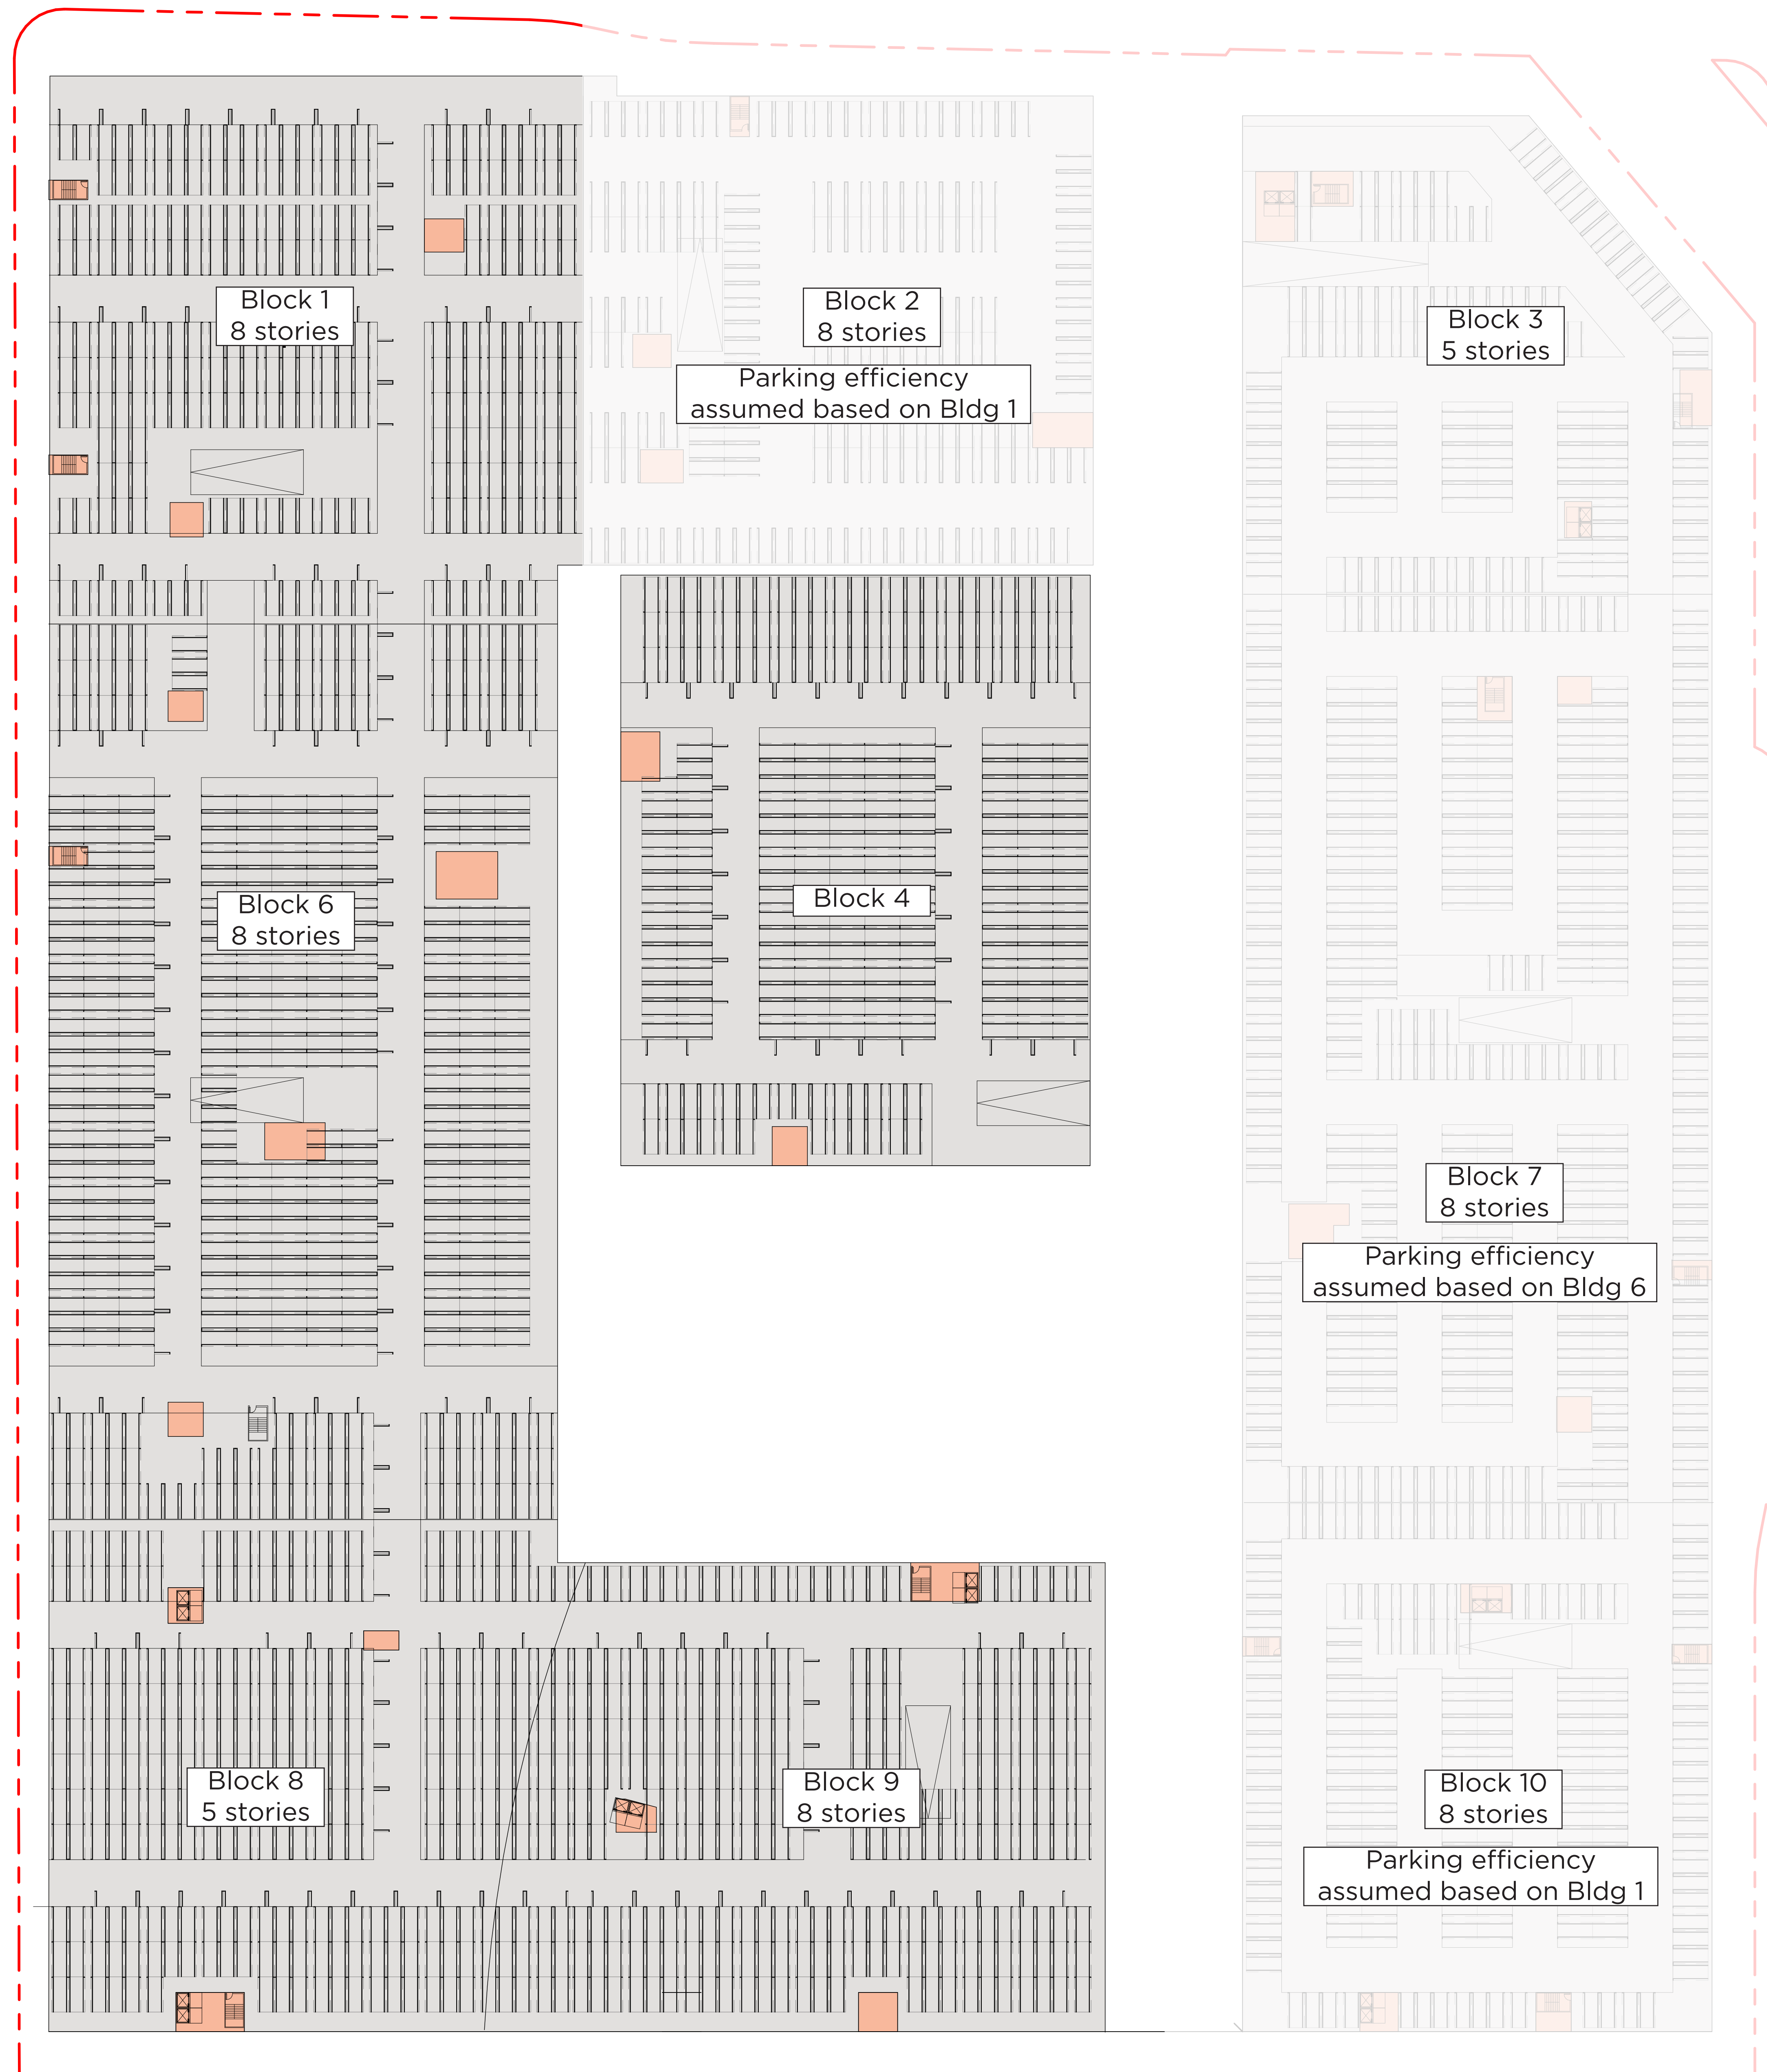 Block 1
8 stories
Block 2
8 stories
Parking efficiency
assumed based on Bldg 1
Block 3
5 stories
Block 6
8 stories
Block 4
Block 7
8 stories
Parking efficiency
assumed based on Bldg 6
Block 8
5 stories
Block 9
8 stories
Block 10
8 stories
Parking efficiency
assumed based on Bldg 1